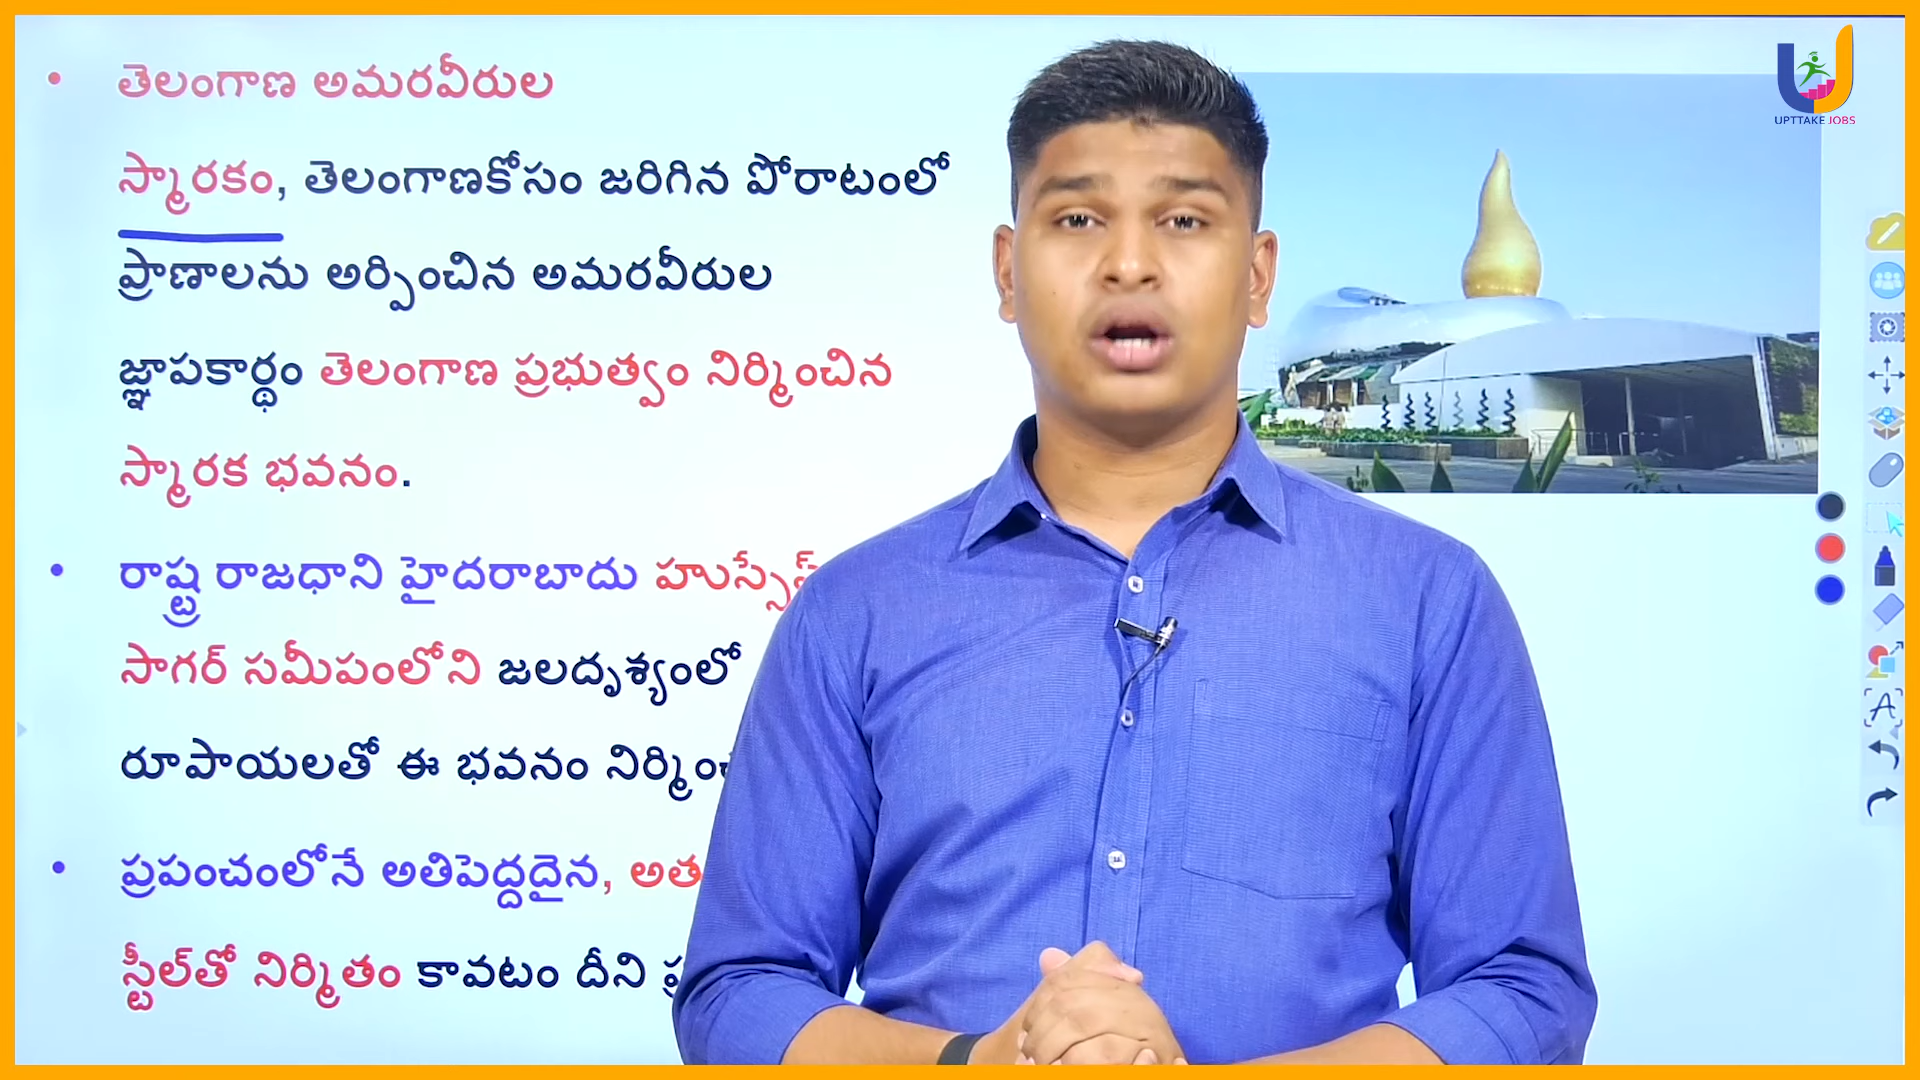 తెలంగాణ అమరవీరుల
స్మారకం, తెలంగాణకోసం జరిగిన పోరాటంలో
ప్రాణాలను అర్పించిన అమరవీరుల
జ్ఞాపకార్థం తెలంగాణ ప్రభుత్వం నిర్మించిన
స్మారక భవనం.
రాష్ట్ర రాజధాని హైదరాబాదు
సాగర్ సమీపంలోని జలదృశ్యంలో
రూపాయలతో ఈ భవనం
ప్రపంచంలోనే అతిపెద్దదైన,
స్టీల్‌తో నిర్మితం కావటం దీని
UPTTAKE JOBS